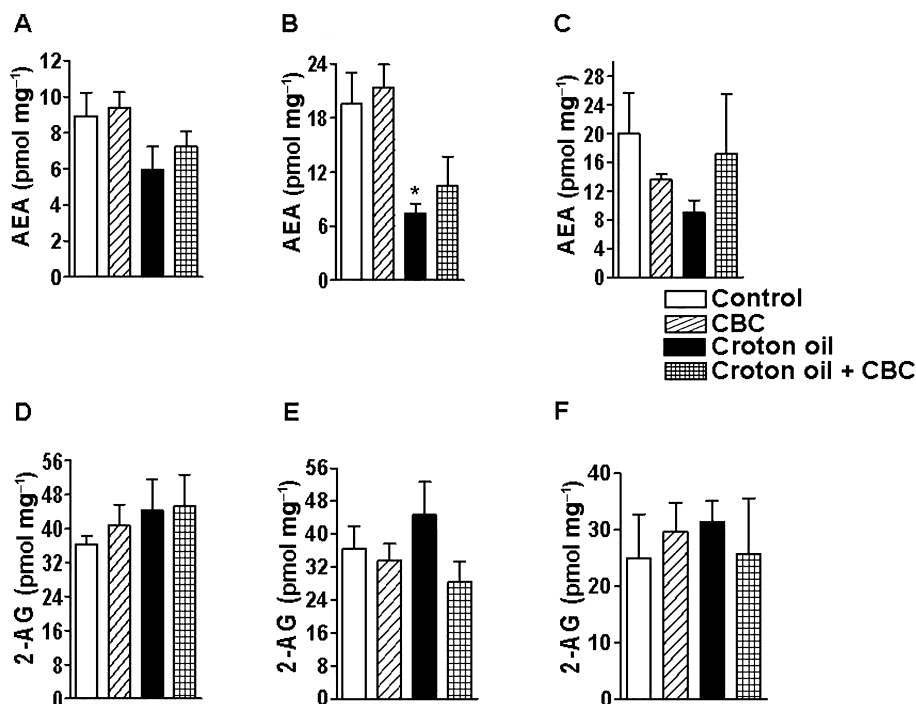 A
B
C
AEA (pmol mg⁻¹)
12
10
8
6
4
2
0
AEA (pmol mg⁻¹)
24
18
12
6
0
*
AEA (pmol mg⁻¹)
28
24
20
16
12
8
4
0
Control
CBC
Croton oil
Croton oil + CBC
D
E
F
2-AG (pmol mg⁻¹)
56
48
40
32
24
16
8
0
2-AG (pmol mg⁻¹)
56
48
40
32
24
16
8
0
2-AG (pmol mg⁻¹)
40
30
20
10
0